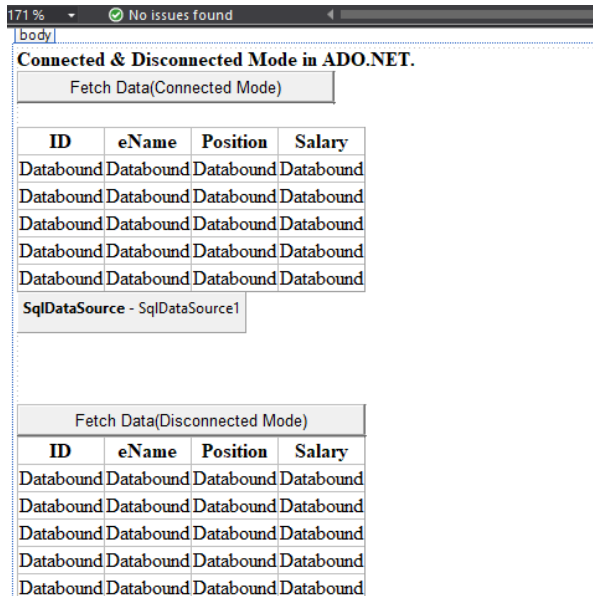 171 % No issues found
body
Connected & Disconnected Mode in ADO.NET.
Fetch Data(Connected Mode)
ID eName Position Salary
Databound Databound Databound Databound
Databound Databound Databound Databound
Databound Databound Databound Databound
Databound Databound Databound Databound
Databound Databound Databound Databound
SqlDataSource - SqlDataSource1
Fetch Data(Disconnected Mode)
ID eName Position Salary
Databound Databound Databound Databound
Databound Databound Databound Databound
Databound Databound Databound Databound
Databound Databound Databound Databound
Databound Databound Databound Databound